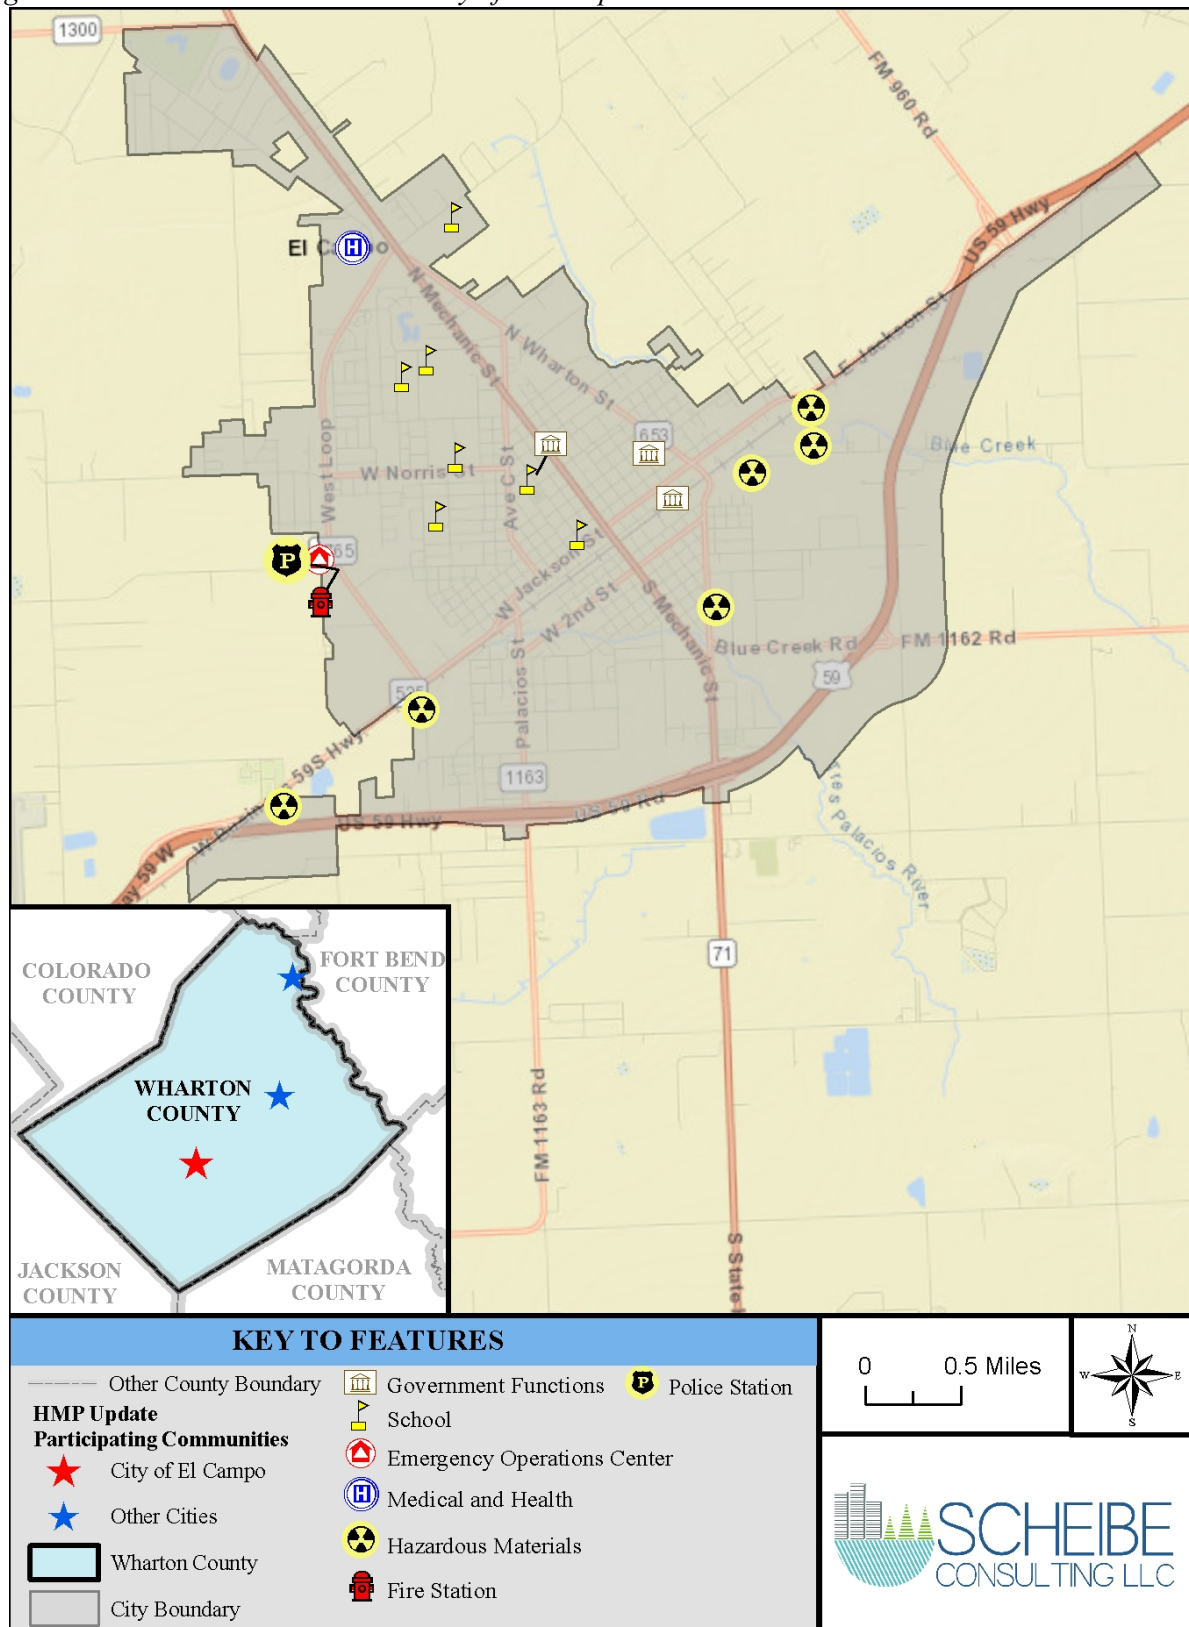 1300
FM 960 Rd
US 59 Hwy
El Campo
N Mechanic St
N Wharton St
E Jackson St
653
Blue Creek
West Loop
W Norris St
Ave C St
W Jackson St
W 2nd St
S Mechanic St
Blue Creek Rd
FM 1162 Rd
59
Palacios St
525
1163
US 59 Hwy
US 59 Rd
Tres Palacios River
71
FM 1163 Rd
S State
COLORADO
COUNTY
FORT BEND
COUNTY
WHARTON
COUNTY
JACKSON
COUNTY
MATAGORDA
COUNTY
KEY TO FEATURES
Other County Boundary
HMP Update
Participating Communities
City of El Campo
Other Cities
Wharton County
City Boundary
Government Functions
School
Emergency Operations Center
Medical and Health
Hazardous Materials
Fire Station
Police Station
0 0.5 Miles
N
W E
S
SCHEIBE
CONSULTING LLC